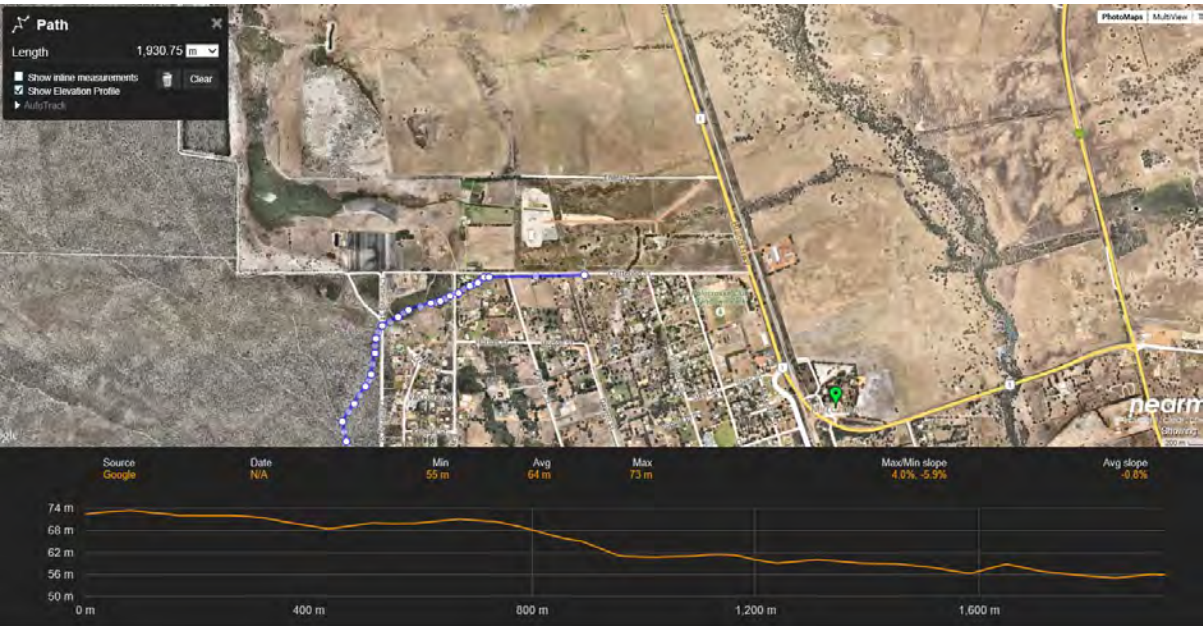 Path
Length 1,930.75 m
Show inline measurements
Clear
Show Elevation Profile
AutoTrack
PhotoMaps MultiView
nearm
200 m
Source Date Min Avg Max Max/Min slope Avg slope
Google N/A 55 m 64 m 73 m 4.0%, -5.9% -0.8%
74 m
68 m
62 m
56 m
50 m
0 m 400 m 800 m 1,200 m 1,600 m